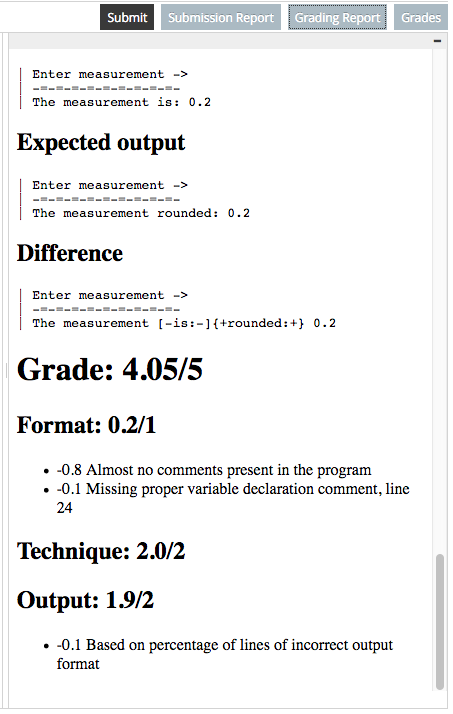 Submit Submission Report Grading Report Grades
Enter measurement ->
-=-=-=-=-=-=-=-=-=-
The measurement is: 0.2
Expected output
Enter measurement ->
-=-=-=-=-=-=-=-=-=-
The measurement rounded: 0.2
Difference
Enter measurement ->
-=-=-=-=-=-=-=-=-=-
The measurement [-is:-]{+rounded:+} 0.2
Grade: 4.05/5
Format: 0.2/1
• -0.8 Almost no comments present in the program
• -0.1 Missing proper variable declaration comment, line
24
Technique: 2.0/2
Output: 1.9/2
• -0.1 Based on percentage of lines of incorrect output
format